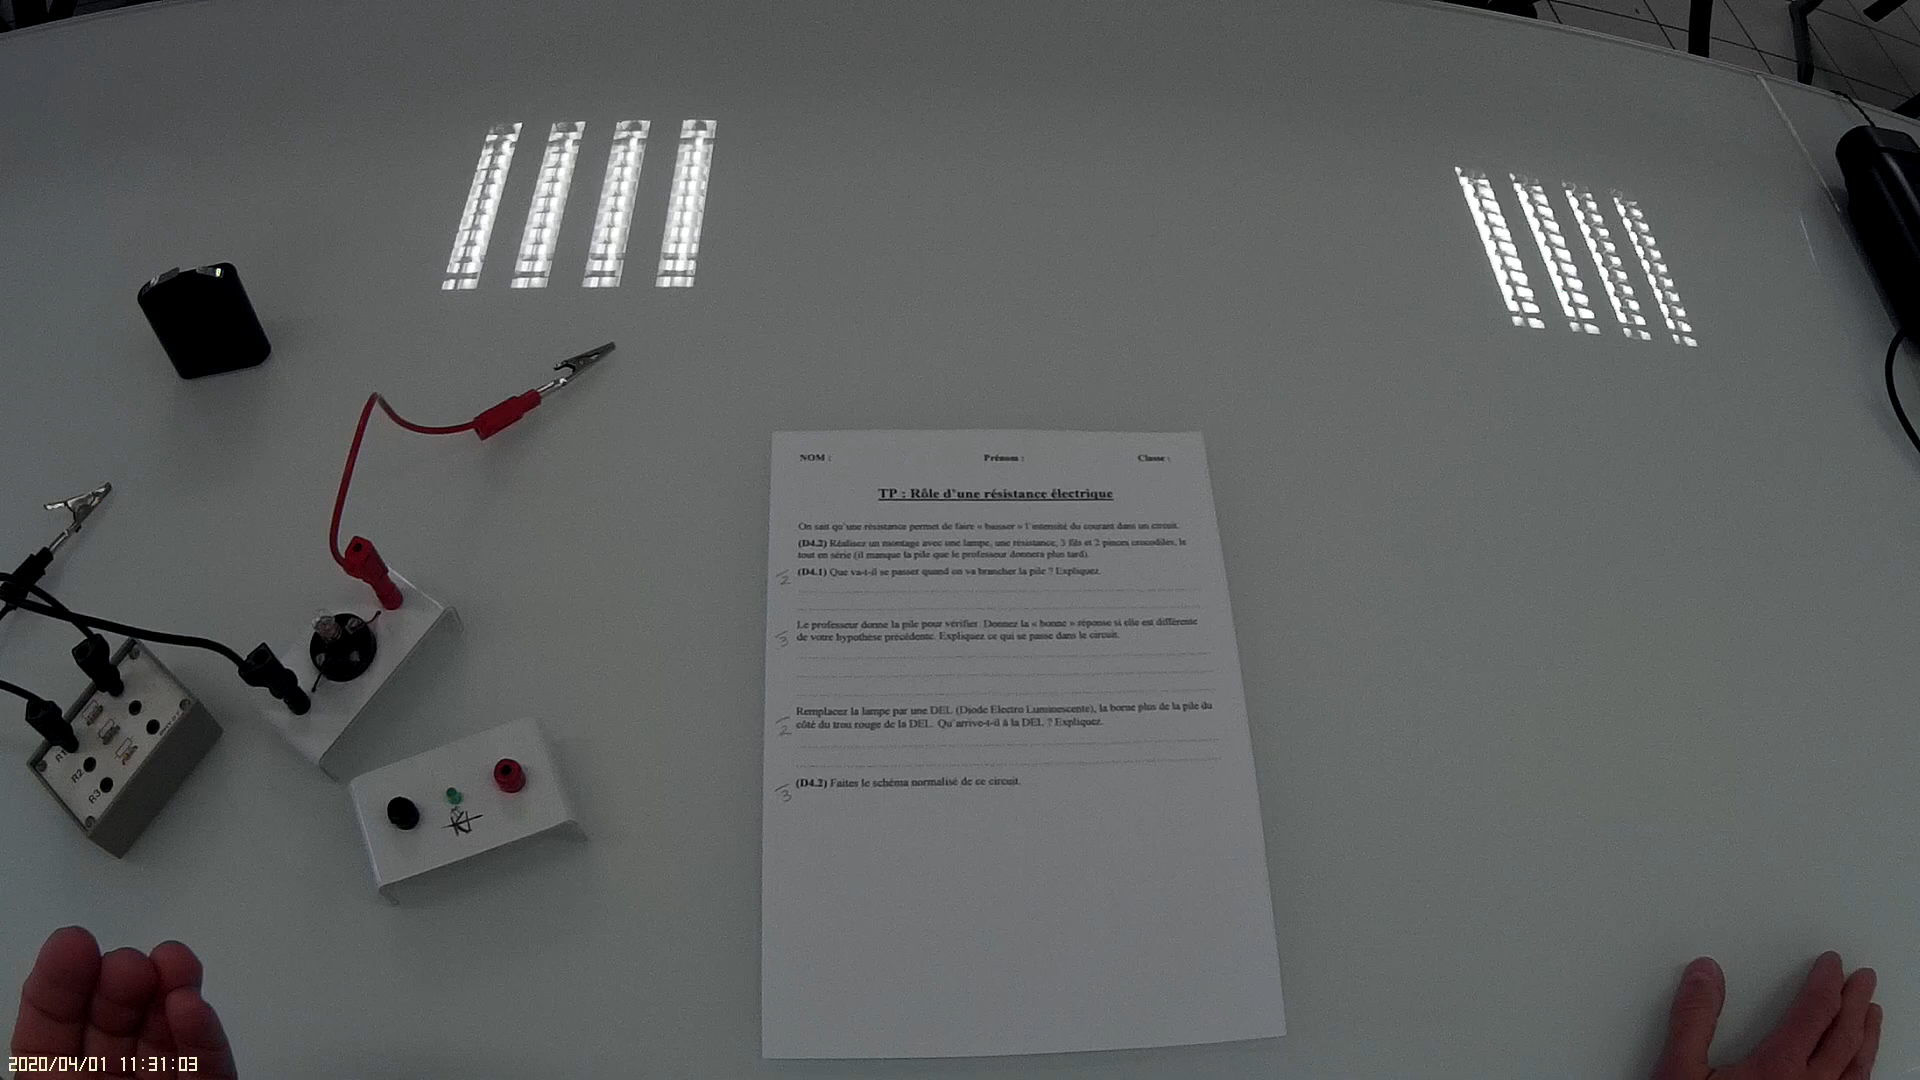 NOM : Prénom : Classe :
TP : Rôle d'une résistance électrique
On sait qu'une résistance permet de faire « baisser » l'intensité du courant dans un circuit.
(D4.2) Réalisez un montage avec une lampe, une résistance, 3 fils et 2 pinces crocodiles, le
tout en série (il manque la pile que le professeur donnera plus tard).
/2 (D4.1) Que va-t-il se passer quand on va brancher la pile ? Expliquez.
Le professeur donne la pile pour vérifier. Donnez la « bonne » réponse si elle est différente
/3 de votre hypothèse précédente. Expliquez ce qui se passe dans le circuit.
Remplacez la lampe par une DEL (Diode Electro Luminescente), la borne plus de la pile du
/2 côté du trou rouge de la DEL. Qu'arrive-t-il à la DEL ? Expliquez.
/3 (D4.2) Faites le schéma normalisé de ce circuit.
R1
R2
R3
2020/04/01 11:31:03